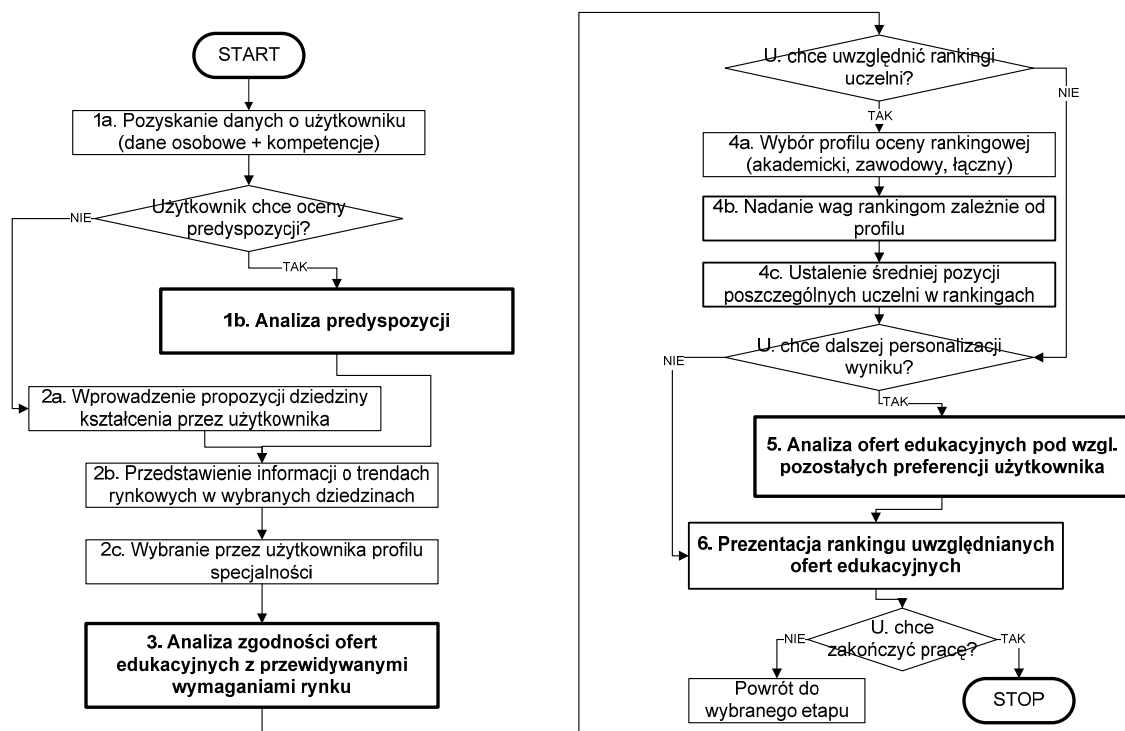 START
1a. Pozyskanie danych o użytkowniku
(dane osobowe + kompetencje)
Użytkownik chce oceny
predyspozycji?
NIE
TAK
1b. Analiza predyspozycji
2a. Wprowadzenie propozycji dziedziny
kształcenia przez użytkownika
2b. Przedstawienie informacji o trendach
rynkowych w wybranych dziedzinach
2c. Wybranie przez użytkownika profilu
specjalności
3. Analiza zgodności ofert
edukacyjnych z przewidywanymi
wymaganiami rynku
U. chce uwzględnić rankingi
uczelni?
NIE
TAK
4a. Wybór profilu oceny rankingowej
(akademicki, zawodowy, łączny)
4b. Nadanie wag rankingom zależnie od
profilu
4c. Ustalenie średniej pozycji
poszczególnych uczelni w rankingach
U. chce dalszej personalizacji
wyniku?
NIE
TAK
5. Analiza ofert edukacyjnych pod wzgl.
pozostałych preferencji użytkownika
6. Prezentacja rankingu uwzględnianych
ofert edukacyjnych
U. chce
zakończyć pracę?
NIE
TAK
Powrót do
wybranego etapu
STOP